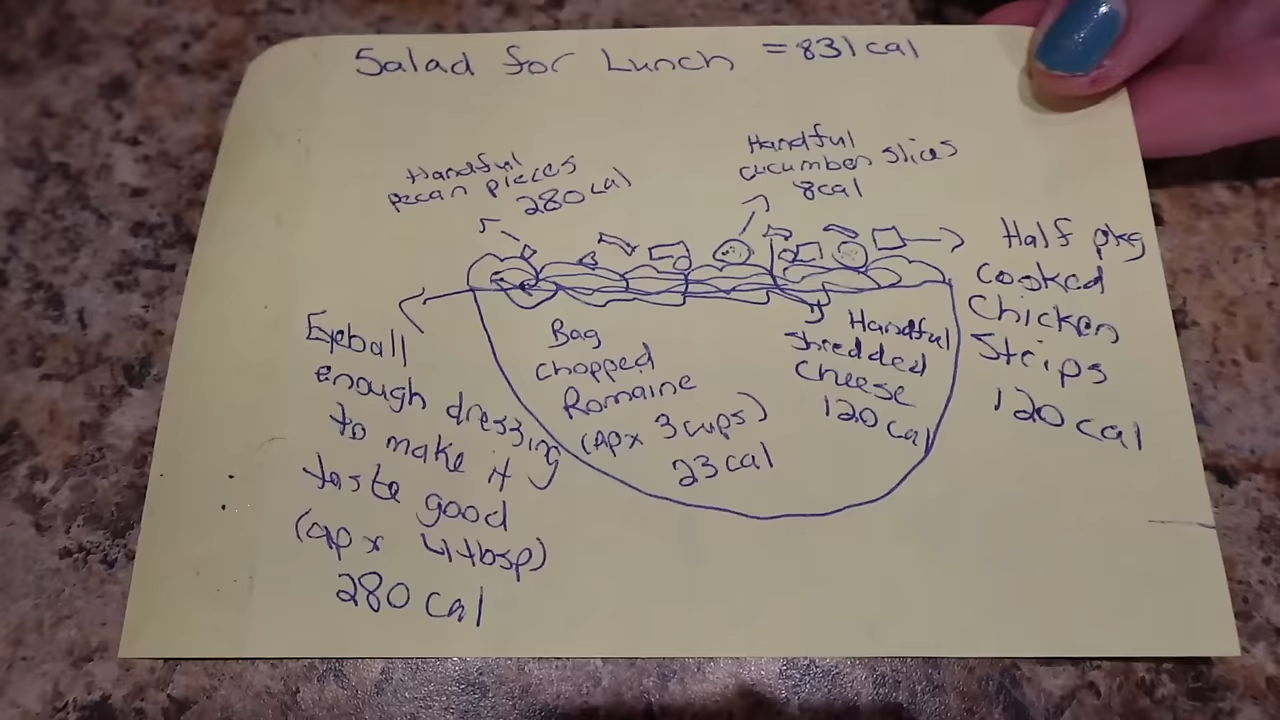 Salad for Lunch = 831 cal
Handful
pecan pieces
280 cal
Handful
cucumber slices
8 cal
Half pkg
cooked
Chicken
Strips
120 cal
Eyeball
enough dressing
to make it
taste good
(apx 4 tbsp)
280 cal
Bag
chopped
Romaine
(Apx 3 cups)
23 cal
Handful
shredded
cheese
120 cal